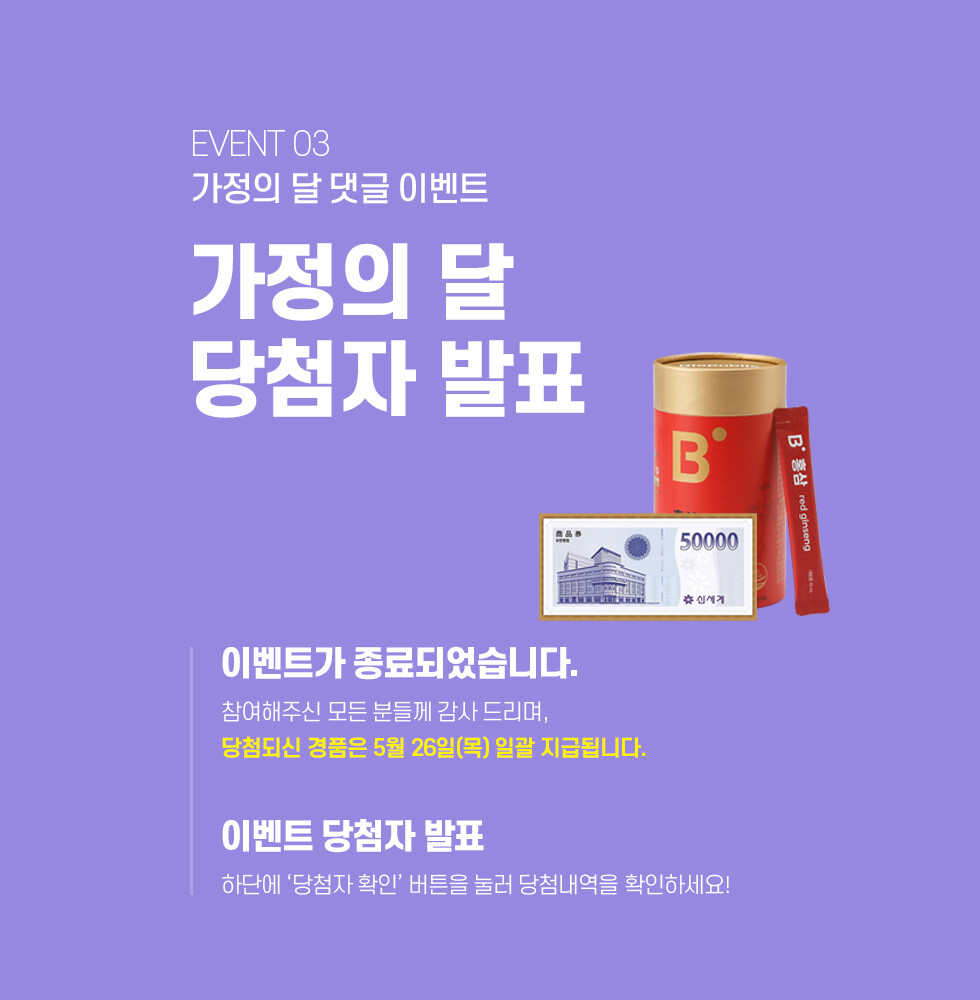 EVENT 03
가정의 달 댓글 이벤트
가정의 달
당첨자 발표
B
B 홍삼 red ginseng
商品券
50000
신세계
이벤트가 종료되었습니다.
참여해주신 모든 분들께 감사 드리며,
당첨되신 경품은 5월 26일(목) 일괄 지급됩니다.
이벤트 당첨자 발표
하단에 ‘당첨자 확인’ 버튼을 눌러 당첨내역을 확인하세요!